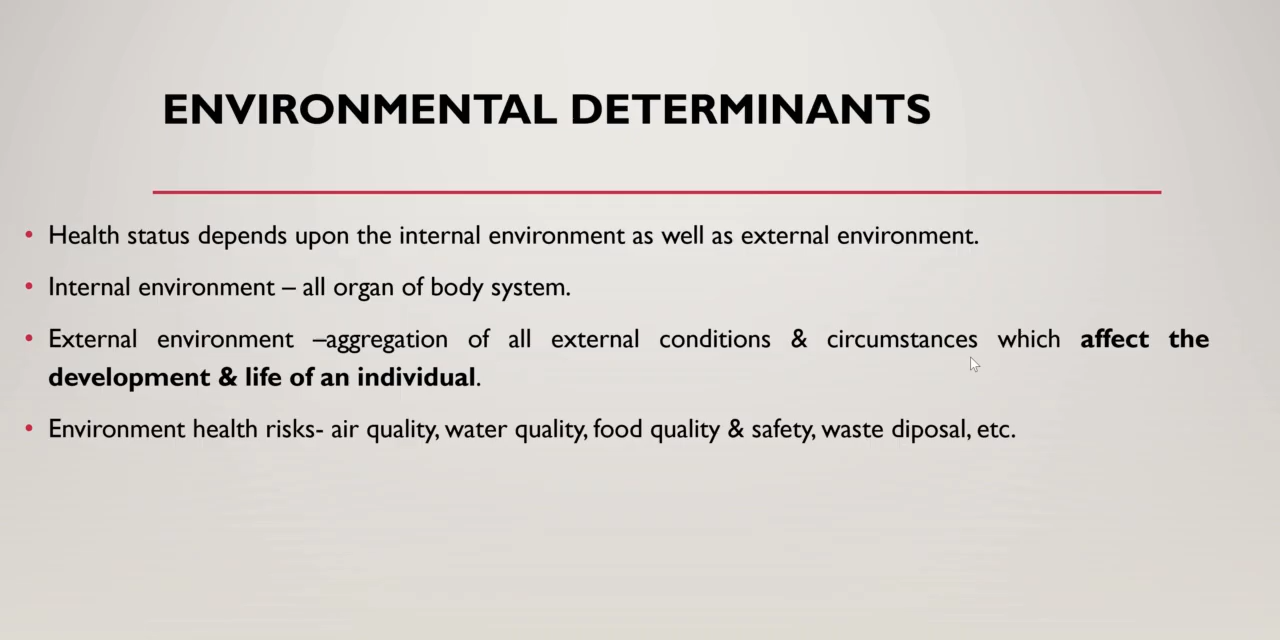 ENVIRONMENTAL DETERMINANTS
• Health status depends upon the internal environment as well as external environment.
• Internal environment – all organ of body system.
• External environment –aggregation of all external conditions & circumstances which affect the
development & life of an individual.
• Environment health risks- air quality, water quality, food quality & safety, waste diposal, etc.